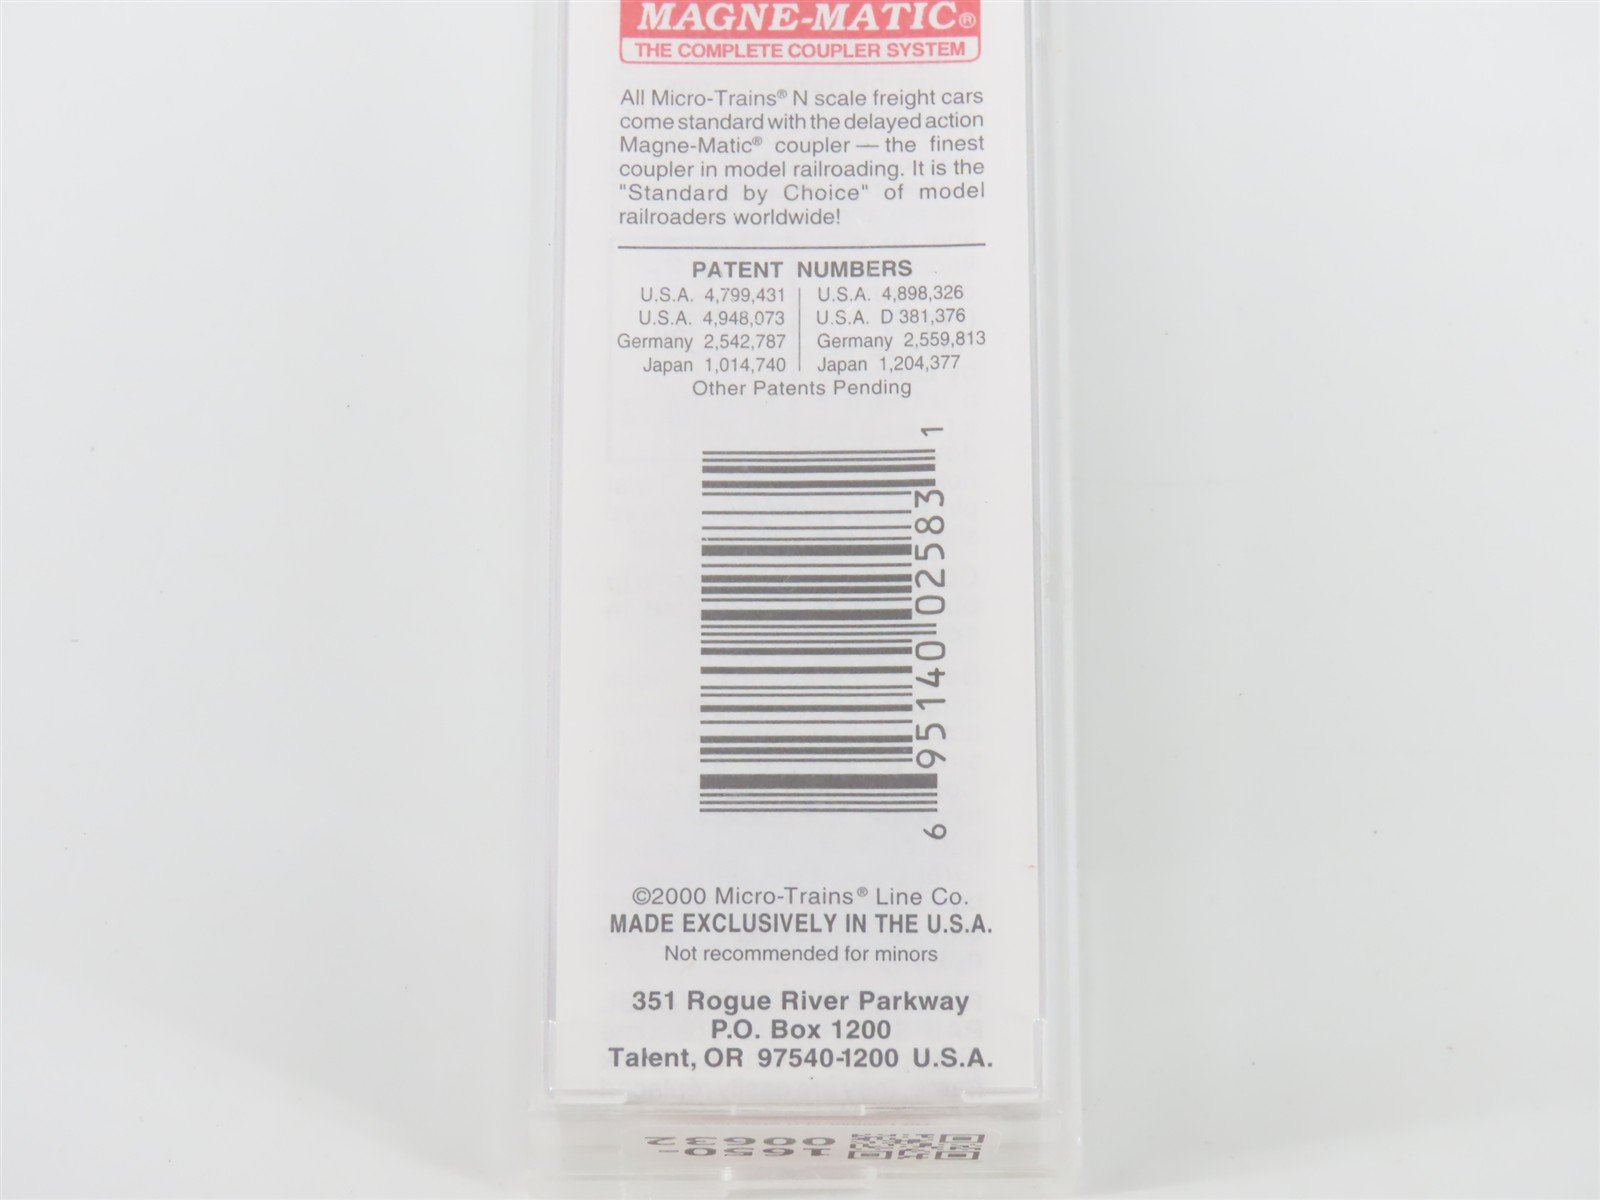 MAGNE-MATIC®
THE COMPLETE COUPLER SYSTEM
All Micro-Trains® N scale freight cars
come standard with the delayed action
Magne-Matic® coupler — the finest
coupler in model railroading. It is the
"Standard by Choice" of model
railroaders worldwide!
PATENT NUMBERS
U.S.A. 4,799,431 | U.S.A. 4,898,326
U.S.A. 4,948,073 | U.S.A. D 381,376
Germany 2,542,787 | Germany 2,559,813
Japan 1,014,740 | Japan 1,204,377
Other Patents Pending
6 95140 02583 1
©2000 Micro-Trains® Line Co.
MADE EXCLUSIVELY IN THE U.S.A.
Not recommended for minors
351 Rogue River Parkway
P.O. Box 1200
Talent, OR 97540-1200 U.S.A.
1650-
00632